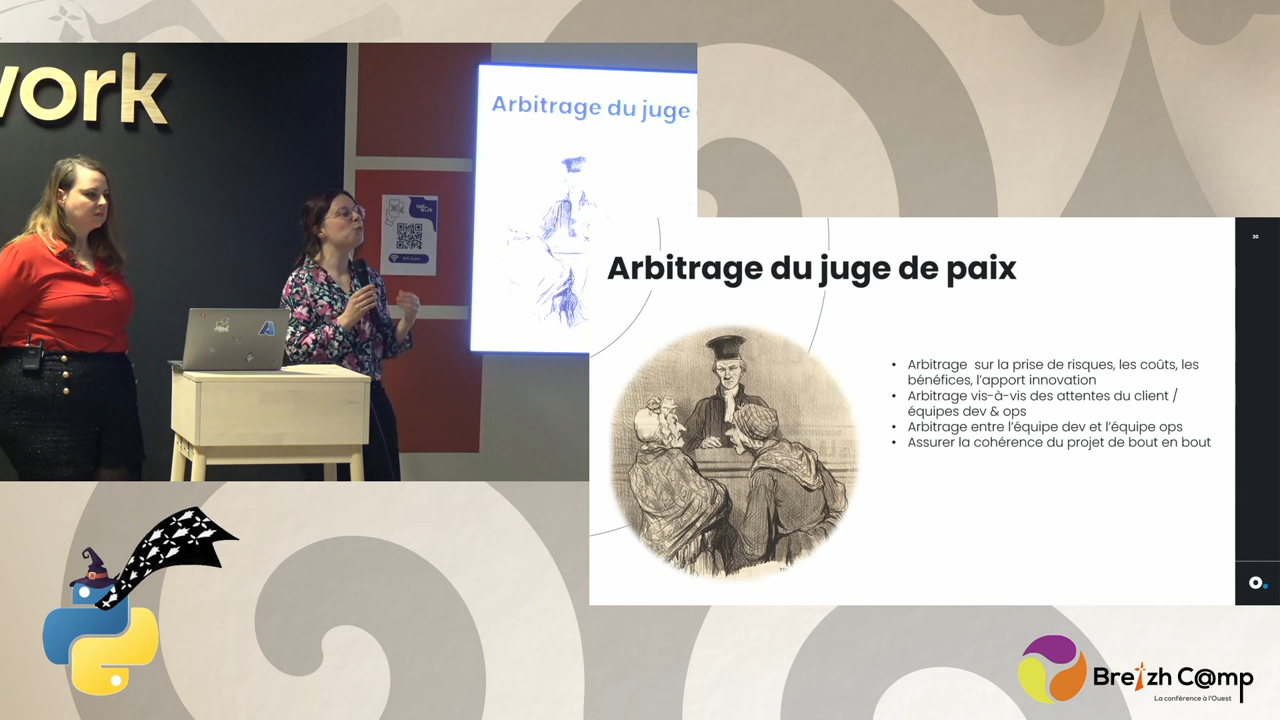 work
Arbitrage du juge
30
Arbitrage du juge de paix
• Arbitrage sur la prise de risques, les coûts, les
bénéfices, l'apport innovation
• Arbitrage vis-à-vis des attentes du client /
équipes dev & ops
• Arbitrage entre l'équipe dev et l'équipe ops
• Assurer la cohérence du projet de bout en bout
o.
Breizh C@mp
La conférence à l'Ouest